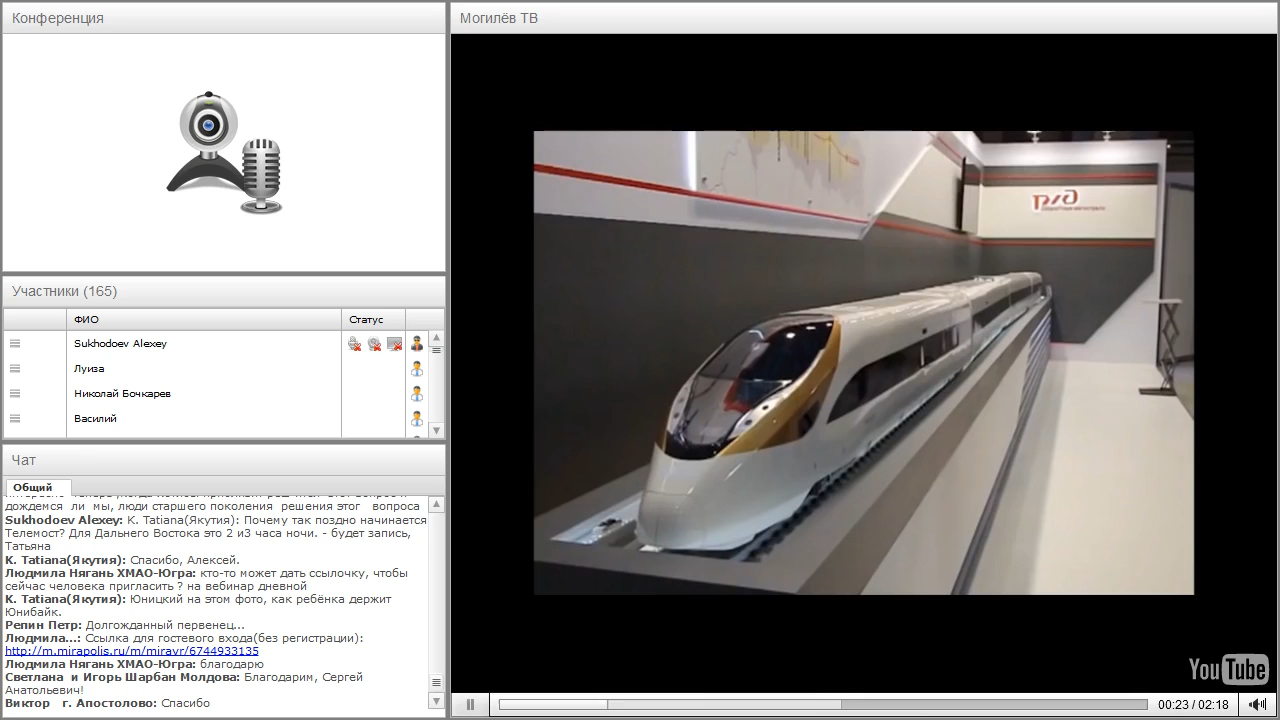 Конференция
Могилёв ТВ
Участники (165)
ФИО
Статус
Sukhodoev Alexey
Луиза
Николай Бочкарев
Василий
Чат
Общий
дождемся ли мы, люди старшего поколения решения этог вопроса
Sukhodoev Alexey: К. Tatiana(Якутия): Почему так поздно начинается
Телемост? Для Дальнего Востока это 2 и3 часа ночи. - будет запись,
Татьяна
К. Tatiana(Якутия): Спасибо, Алексей.
Людмила Нягань ХМАО-Югра: кто-то может дать ссылочку, чтобы
сейчас человека пригласить ? на вебинар дневной
К. Tatiana(Якутия): Юницкий на этом фото, как ребёнка держит
Юнибайк.
Репин Петр: Долгожданный первенец...
Людмила...: Ссылка для гостевого входа(без регистрации):
http://m.mirapolis.ru/m/miravr/6744933135
Людмила Нягань ХМАО-Югра: благодарю
Светлана и Игорь Шарбан Молдова: Благодарим, Сергей
Анатольевич!
Виктор г. Апостолово: Спасибо
РЖД
YouTube
00:23 / 02:18